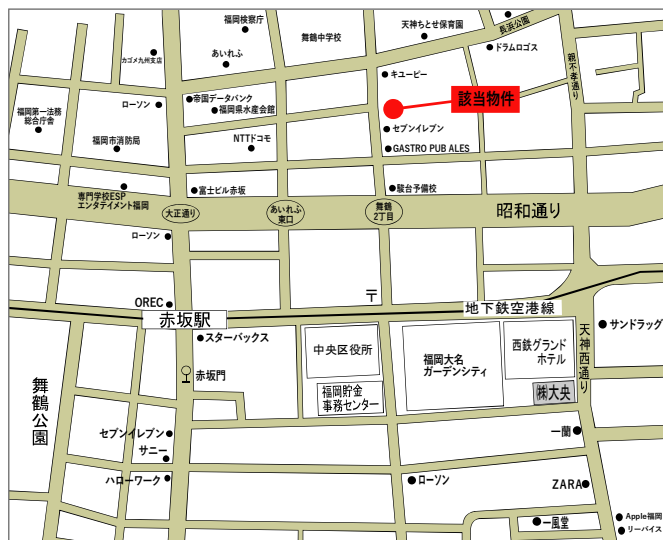 福岡検察庁
舞鶴中学校
天神ちとせ保育園
長浜公園
ドラムロゴス
親不孝通り
カゴメ九州支店
あいれふ
キユーピー
該当物件
ローソン
帝国データバンク
福岡県水産会館
福岡第一法務
総合庁舎
福岡市消防局
NTTドコモ
セブンイレブン
GASTRO PUB ALES
専門学校ESP
エンタテイメント福岡
富士ビル赤坂
駿台予備校
大正通り
あいれふ
東口
舞鶴
2丁目
昭和通り
ローソン
OREC
〒
地下鉄空港線
赤坂駅
スターバックス
中央区役所
福岡大名
ガーデンシティ
西鉄グランド
ホテル
天神西通り
サンドラッグ
赤坂門
福岡貯金
事務センター
㈱大央
舞鶴公園
セブンイレブン
サニー
ハローワーク
一蘭
ローソン
ZARA
一風堂
Apple福岡
リーバイス